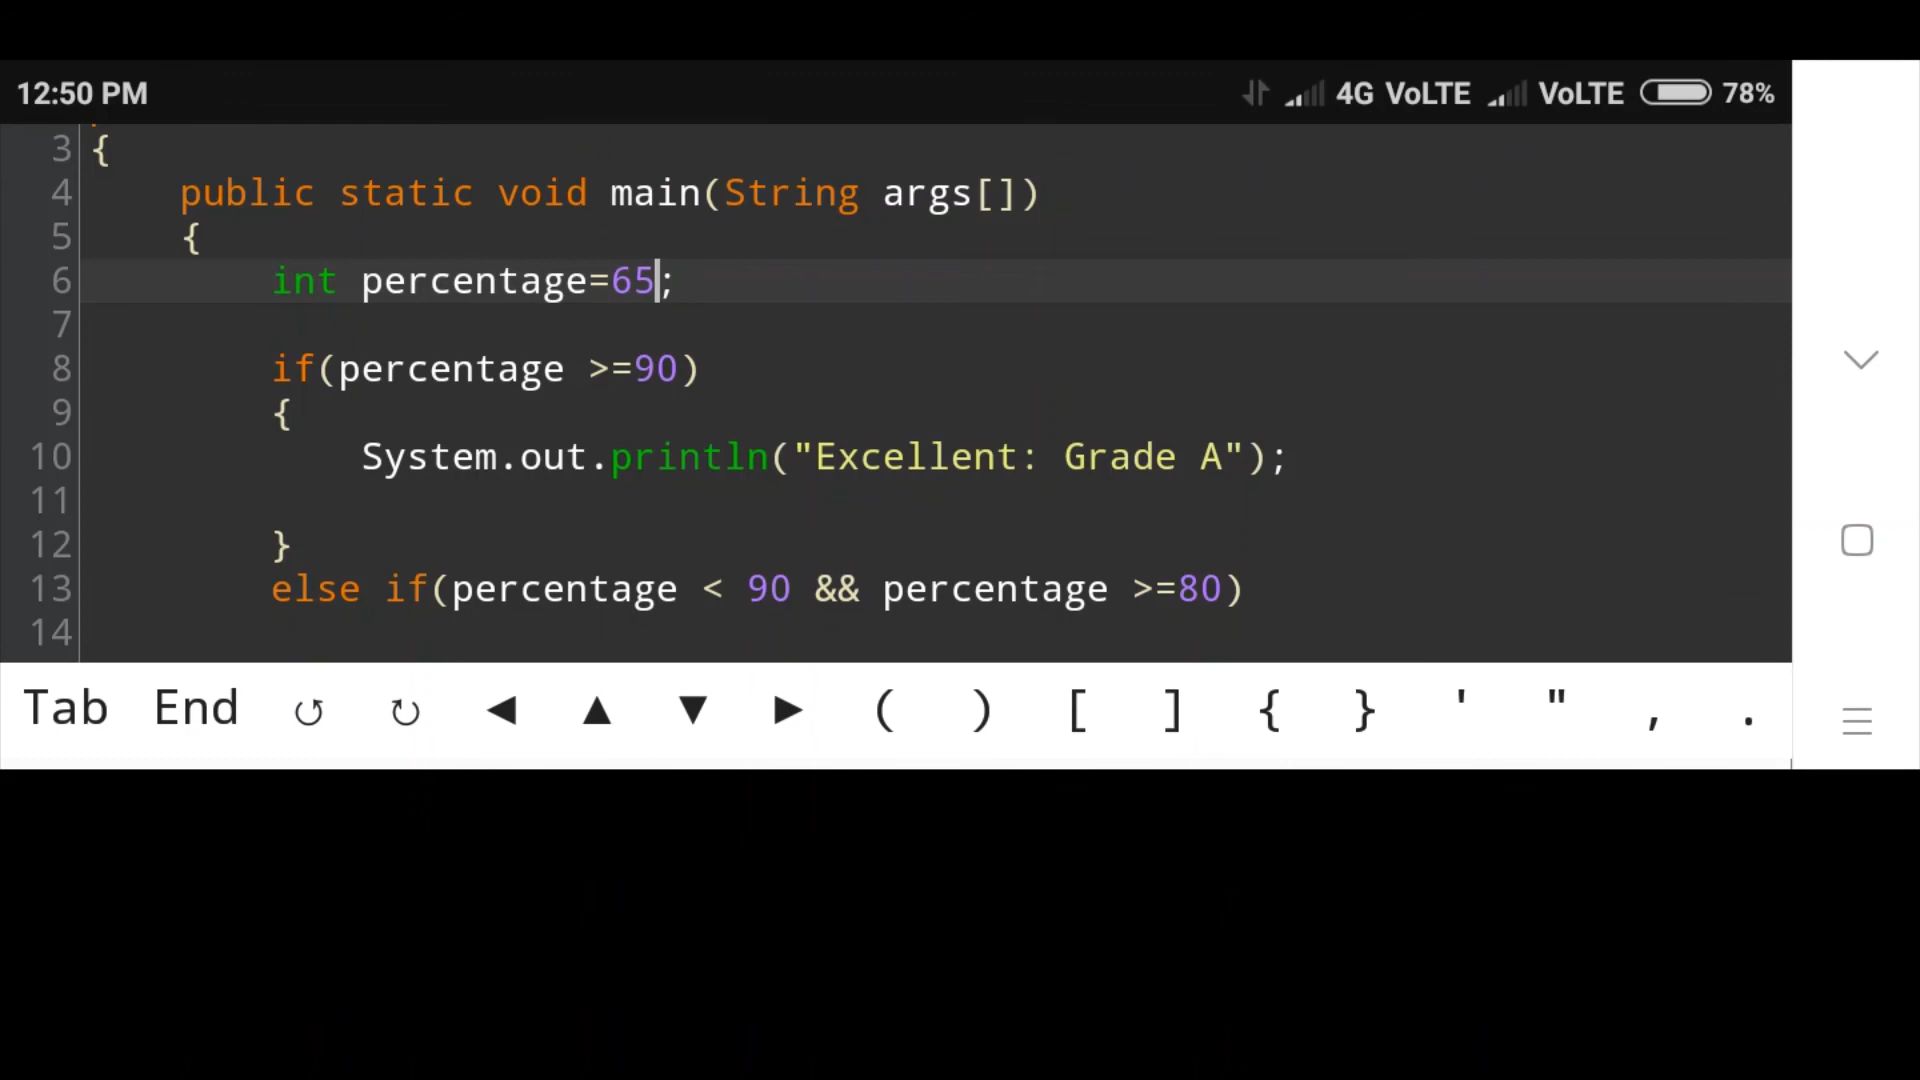 12:50 PM 4G VoLTE VoLTE 78%
3 {
4 public static void main(String args[])
5 {
6 int percentage=65;
7
8 if(percentage >=90)
9 {
10 System.out.println("Excellent: Grade A");
11
12 }
13 else if(percentage < 90 && percentage >=80)
14
Tab End ↺ ↻ ◀ ▲ ▼ ▶ ( ) [ ] { } ' " , .